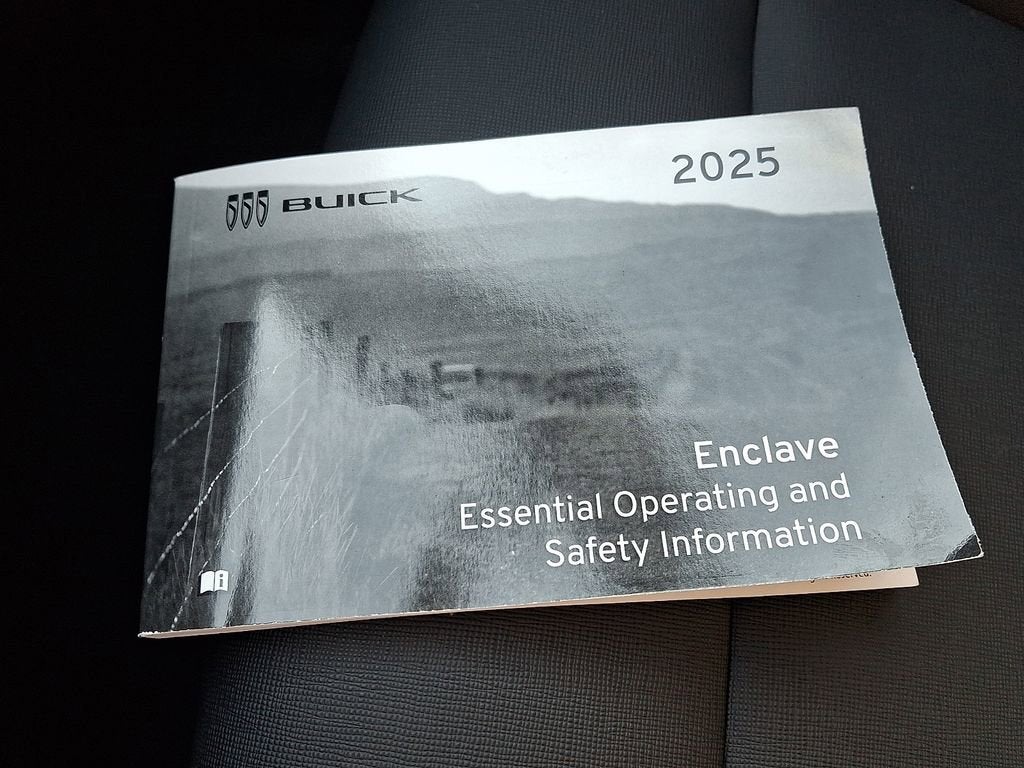 BUICK
2025
Enclave
Essential Operating and
Safety Information